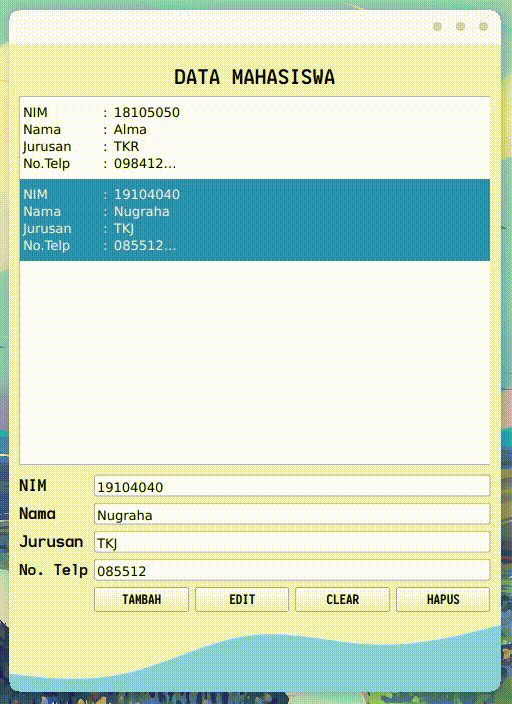 DATA MAHASISWA
NIM : 18105050
Nama : Alma
Jurusan : TKR
No.Telp : 098412...
NIM : 19104040
Nama : Nugraha
Jurusan : TKJ
No.Telp : 085512...
NIM 19104040
Nama Nugraha
Jurusan TKJ
No. Telp 085512
TAMBAH EDIT CLEAR HAPUS